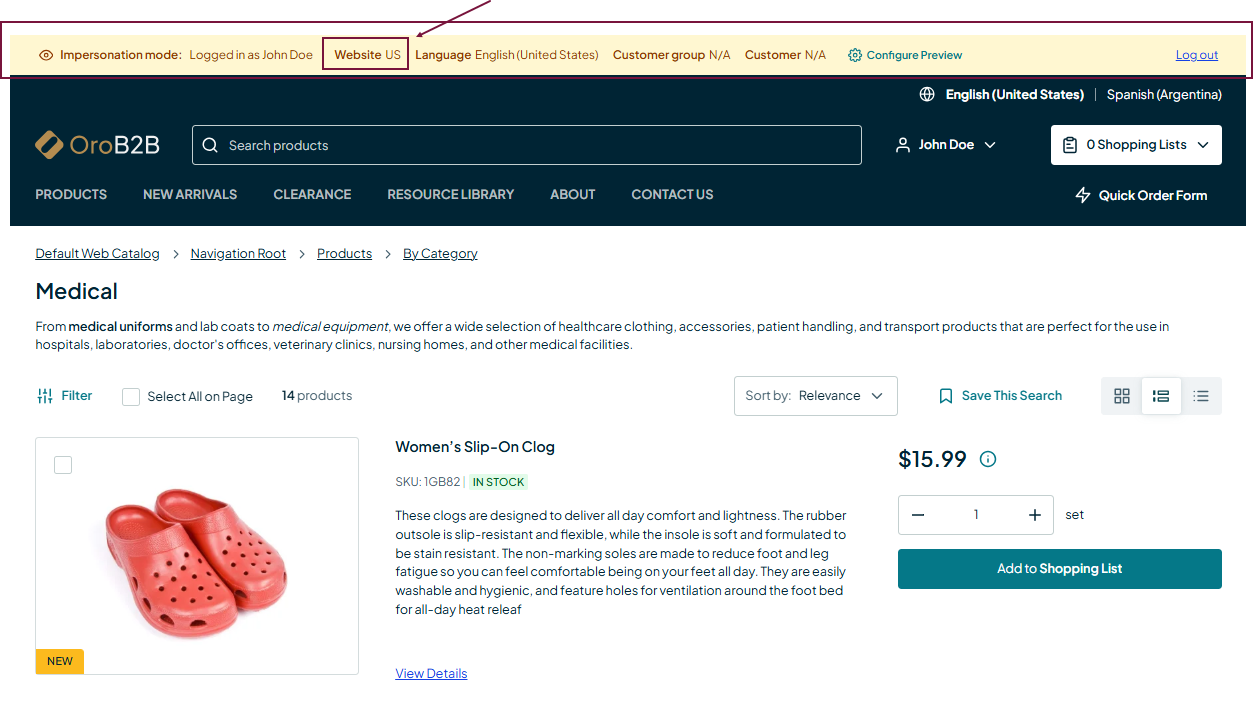 Impersonation mode: Logged in as John Doe Website US Language English (United States) Customer group N/A Customer N/A Configure Preview Log out
English (United States) | Spanish (Argentina)
OroB2B Search products John Doe 0 Shopping Lists
PRODUCTS NEW ARRIVALS CLEARANCE RESOURCE LIBRARY ABOUT CONTACT US Quick Order Form
Default Web Catalog > Navigation Root > Products > By Category
Medical
From medical uniforms and lab coats to medical equipment, we offer a wide selection of healthcare clothing, accessories, patient handling, and transport products that are perfect for the use in
hospitals, laboratories, doctor's offices, veterinary clinics, nursing homes, and other medical facilities.
Filter Select All on Page 14 products Sort by: Relevance Save This Search
Women’s Slip-On Clog
$15.99
SKU: 1GB82 | IN STOCK
1 set
These clogs are designed to deliver all day comfort and lightness. The rubber
outsole is slip-resistant and flexible, while the insole is soft and formulated to
be stain resistant. The non-marking soles are made to reduce foot and leg
fatigue so you can feel comfortable being on your feet all day. They are easily
washable and hygienic, and feature holes for ventilation around the foot bed
for all-day heat releaf
Add to Shopping List
NEW
View Details